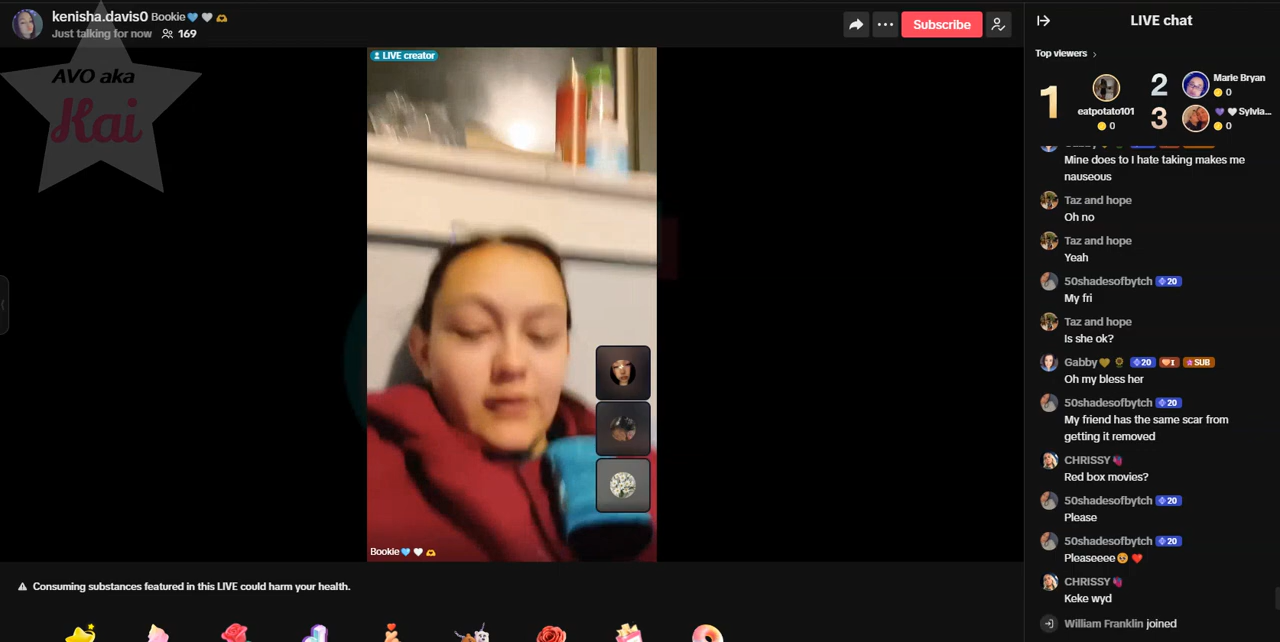 kenisha.davis0 Bookie🩵🤍🫶
Just talking for now 169
Subscribe
AVO aka
Kai
LIVE creator
Bookie🩵🤍🫶
Consuming substances featured in this LIVE could harm your health.
LIVE chat
Top viewers
1
eatpotato101
0
2
Marie Bryan
0
3
💜🤍Sylvia...
0
Mine does to I hate taking makes me
nauseous
Taz and hope
Oh no
Taz and hope
Yeah
50shadesofbytch 20
My fri
Taz and hope
Is she ok?
Gabby🤎🌻 20 I SUB
Oh my bless her
50shadesofbytch 20
My friend has the same scar from
getting it removed
CHRISSY🍇
Red box movies?
50shadesofbytch 20
Please
50shadesofbytch 20
Pleaseeee🥺❤️
CHRISSY🍇
Keke wyd
William Franklin joined